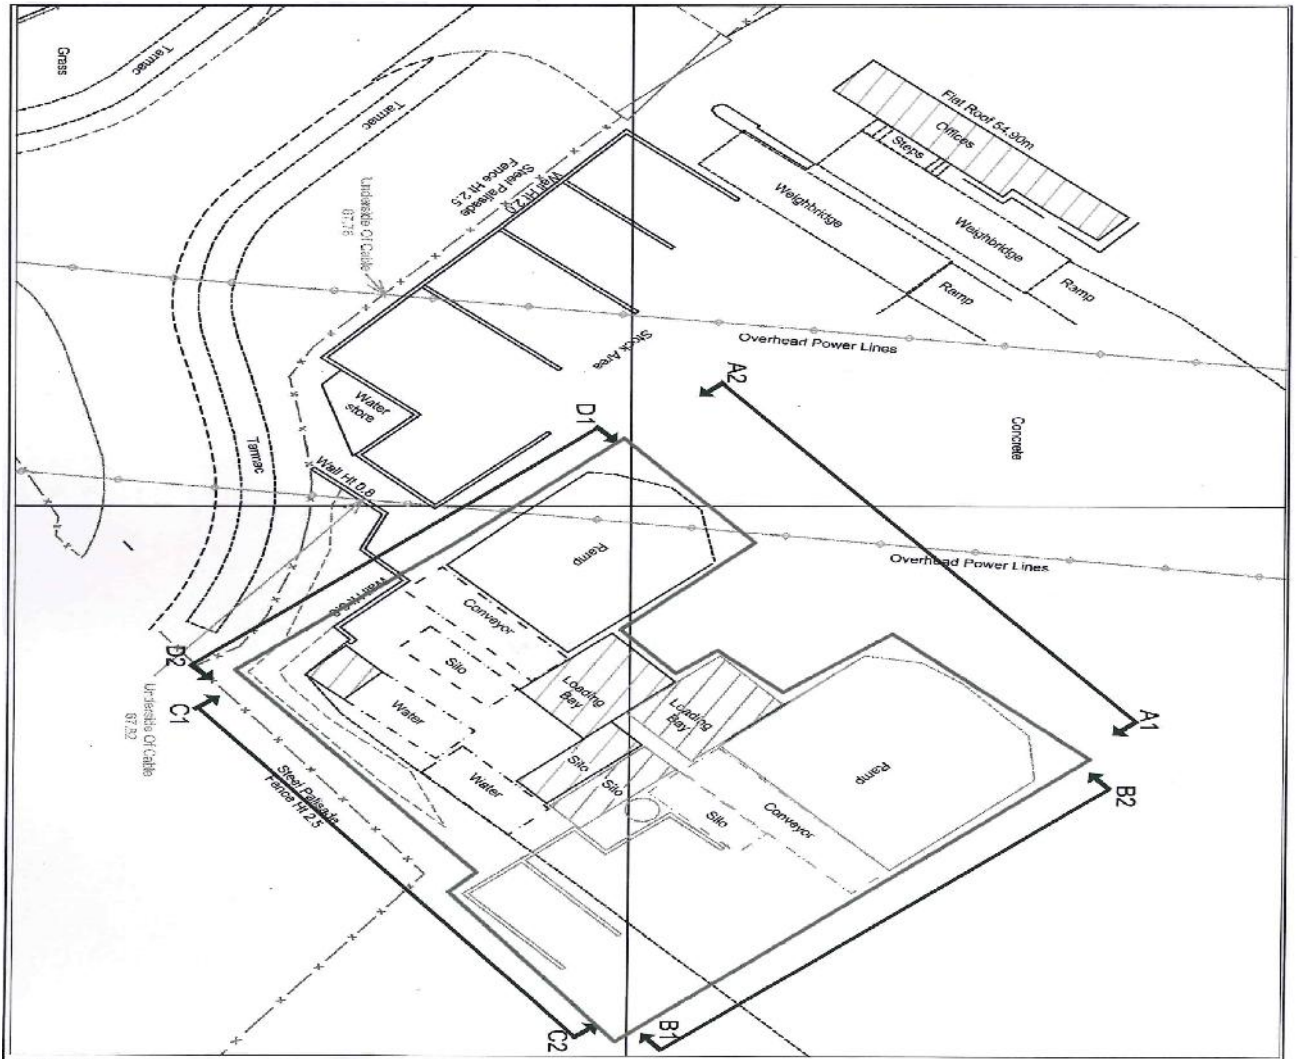 Grass
Tarmac
Tarmac
Flat Roof 54.90m
Offices
Steps
Weighbridge
Weighbridge
Ramp
Ramp
Wall Ht 2.0
Steel Palisade
Fence Ht 2.5
Underside Of Cable
67.76
Overhead Power Lines
Stock Area
A2
Concrete
Water
store
D1
Tarmac
Wall Ht 0.8
Overhead Power Lines
Ramp
Conveyor
Silo
Loading
Bay
Loading
Bay
D2
C1
Underside Of Cable
67.82
Water
Water
Silo
Silo
Silo
Conveyor
Ramp
A1
B2
Steel Palisade
Fence Ht 2.5
C2
B1